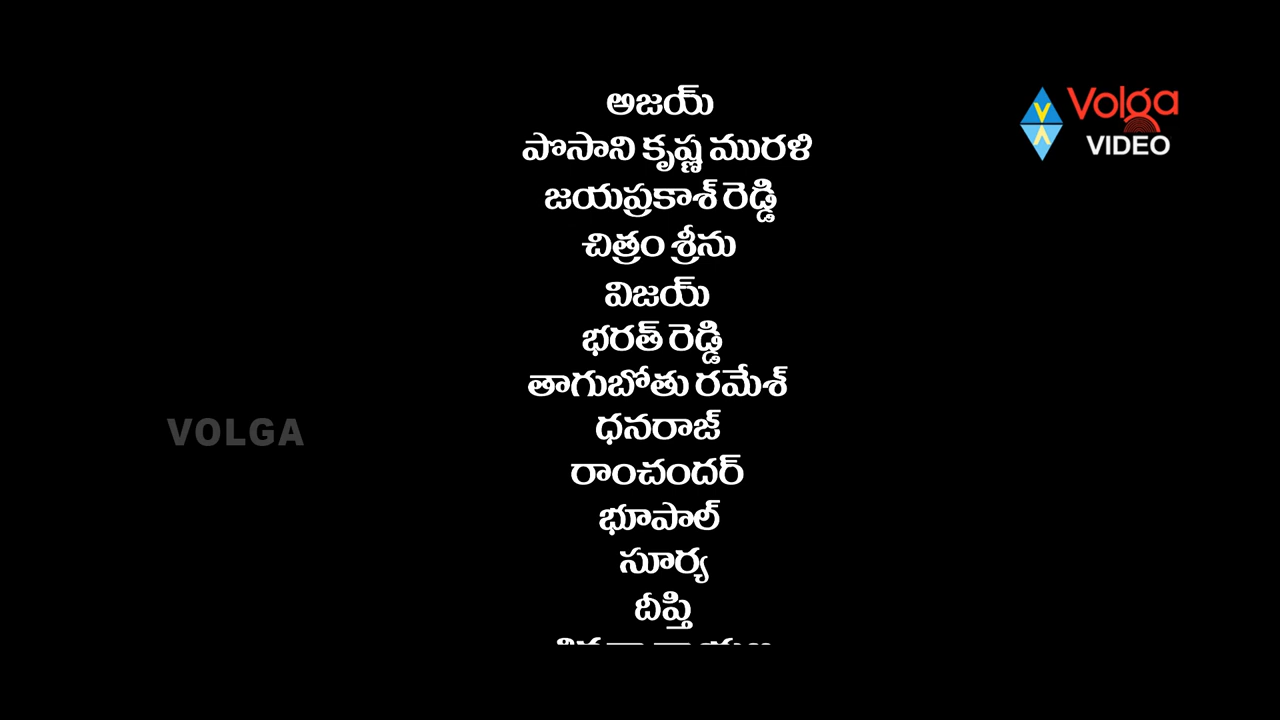 అజయ్
పోసాని కృష్ణ మురళి
జయప్రకాశ్ రెడ్డి
చిత్రం శ్రీను
విజయ్
భరత్ రెడ్డి
తాగుబోతు రమేశ్
ధనరాజ్
రాంచందర్
భూపాల్
సూర్య
దీప్తి
Volga
VIDEO
VOLGA